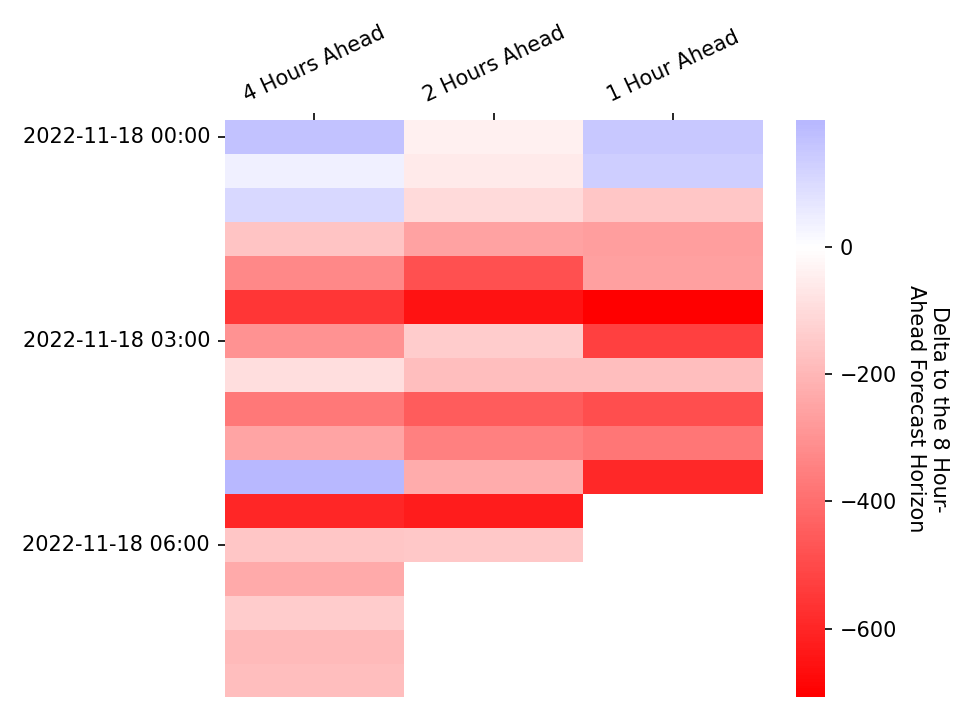 4 Hours Ahead
2 Hours Ahead
1 Hour Ahead
2022-11-18 00:00
2022-11-18 03:00
2022-11-18 06:00
0
−200
−400
−600
Delta to the 8 Hour-
Ahead Forecast Horizon